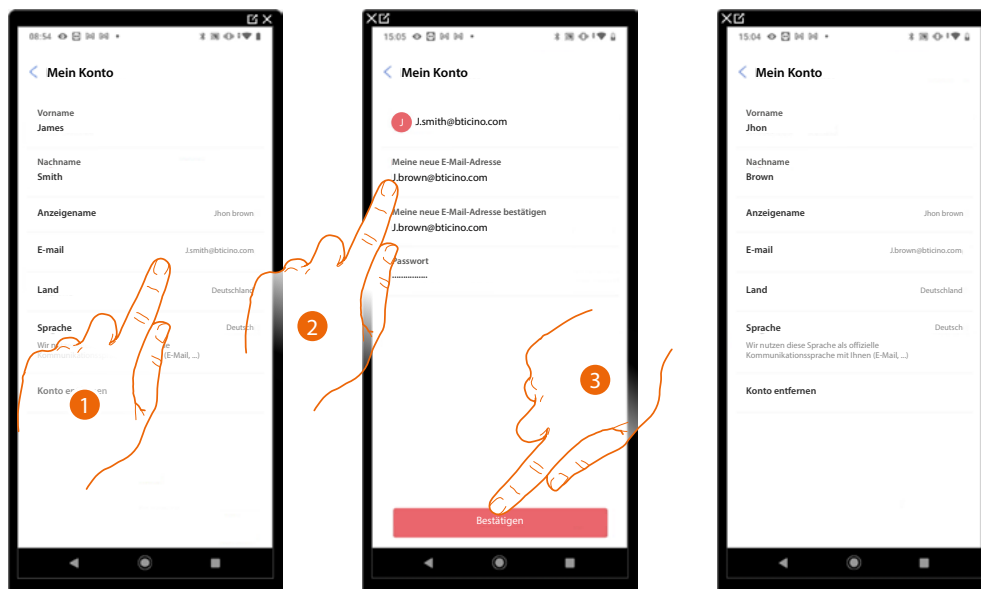 08:54
Mein Konto
Vorname
James
Nachname
Smith
Anzeigename
Jhon brown
E-mail
J.smith@bticino.com
Land
Deutschland
Sprache
Deutsch
Wir
(E-Mail, ...)
Konto
1
15:05
Mein Konto
J
J.smith@bticino.com
Meine neue E-Mail-Adresse
J.brown@bticino.com
Meine neue E-Mail-Adresse bestätigen
J.brown@bticino.com
Passwort
................
2
3
Bestätigen
15:04
Mein Konto
Vorname
Jhon
Nachname
Brown
Anzeigename
Jhon brown
E-mail
J.brown@bticino.com
Land
Deutschland
Sprache
Deutsch
Wir nutzen diese Sprache als offizielle
Kommunikationssprache mit Ihnen (E-Mail, ...)
Konto entfernen